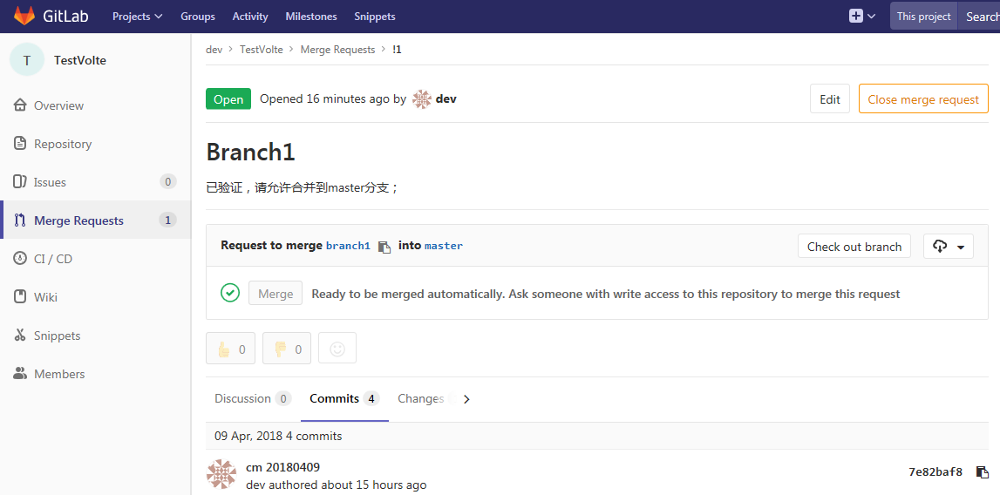 GitLab Projects Groups Activity Milestones Snippets This project Search
T TestVolte
Overview
Repository
Issues 0
Merge Requests 1
CI / CD
Wiki
Snippets
Members
dev > TestVolte > Merge Requests > !1
Open Opened 16 minutes ago by dev Edit Close merge request
Branch1
已验证，请允许合并到master分支；
Request to merge branch1 into master Check out branch
Merge Ready to be merged automatically. Ask someone with write access to this repository to merge this request
0 0
Discussion 0 Commits 4 Changes
09 Apr, 2018 4 commits
cm 20180409
dev authored about 15 hours ago
7e82baf8